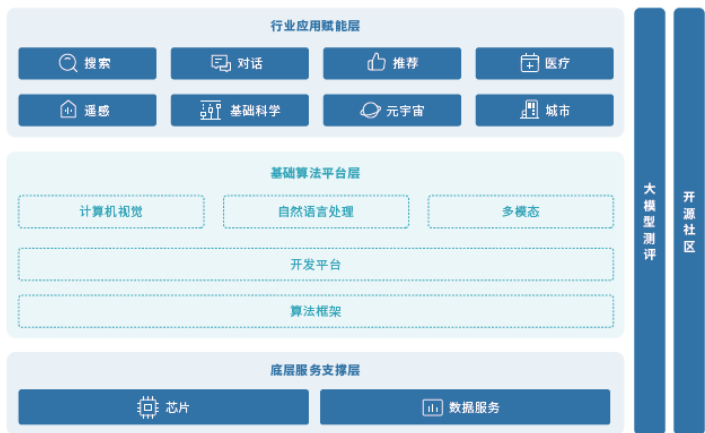 行业应用赋能层
搜索
对话
推荐
医疗
遥感
基础科学
元宇宙
城市
基础算法平台层
计算机视觉
自然语言处理
多模态
开发平台
算法框架
底层服务支撑层
芯片
数据服务
大模型测评
开源社区